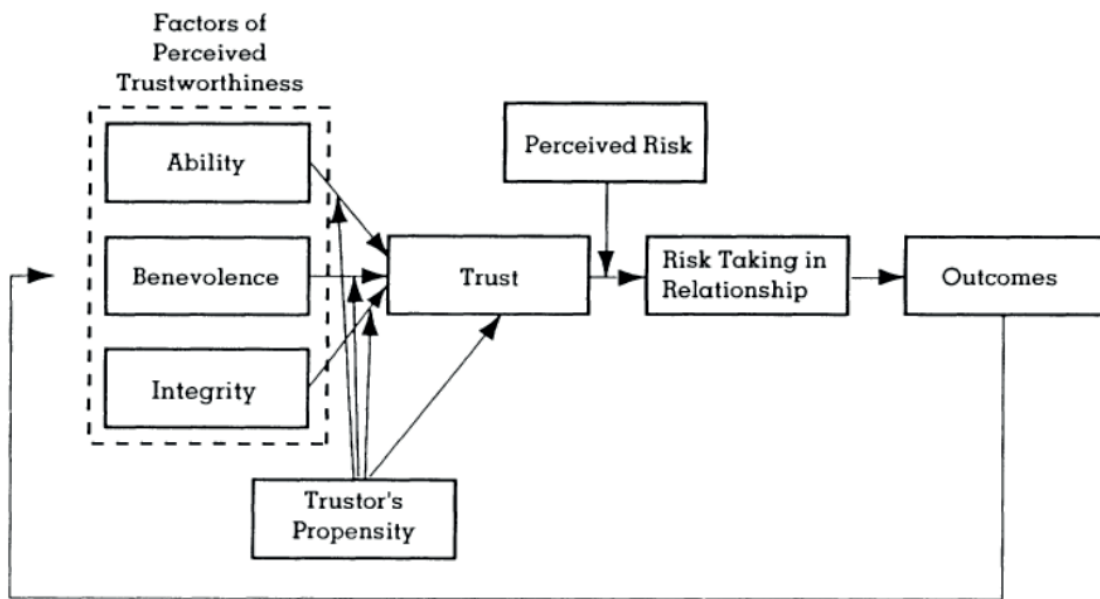 Factors of
Perceived
Trustworthiness
Ability
Benevolence
Integrity
Trustor's
Propensity
Trust
Perceived Risk
Risk Taking in
Relationship
Outcomes